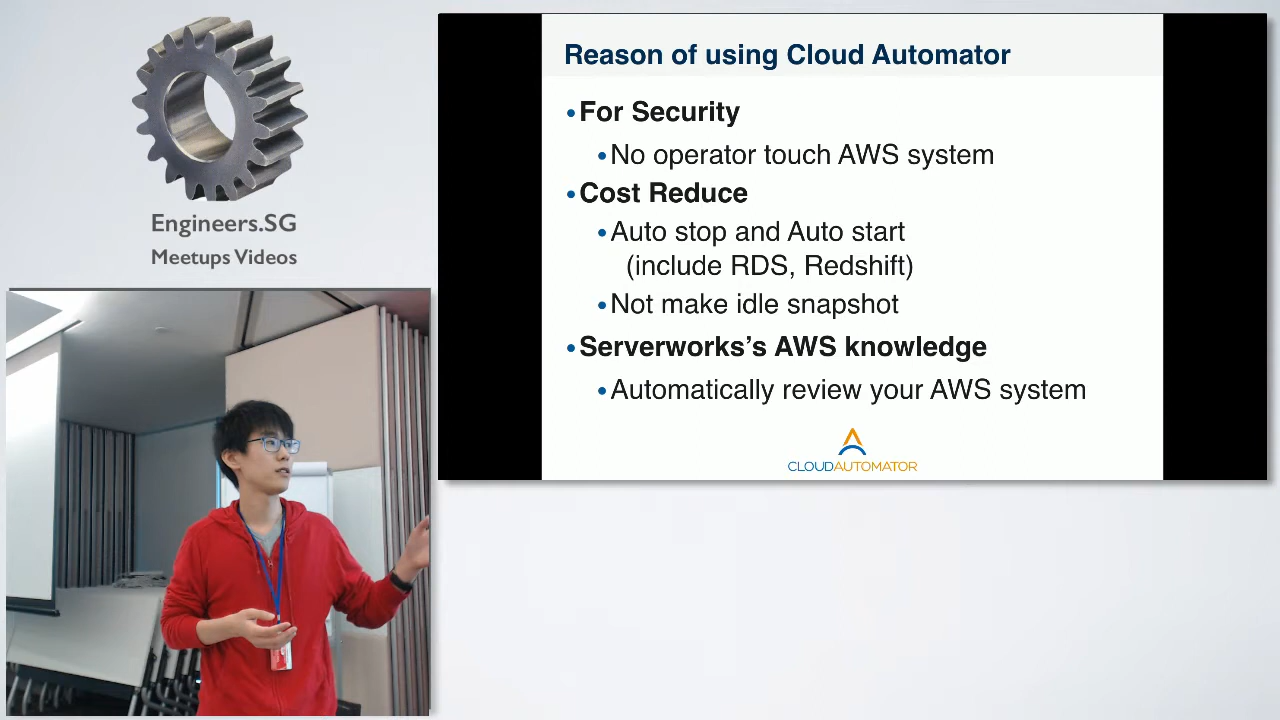 Engineers.SG
Meetups Videos
Reason of using Cloud Automator
•For Security
•No operator touch AWS system
•Cost Reduce
•Auto stop and Auto start
(include RDS, Redshift)
•Not make idle snapshot
•Serverworks’s AWS knowledge
•Automatically review your AWS system
CLOUDAUTOMATOR